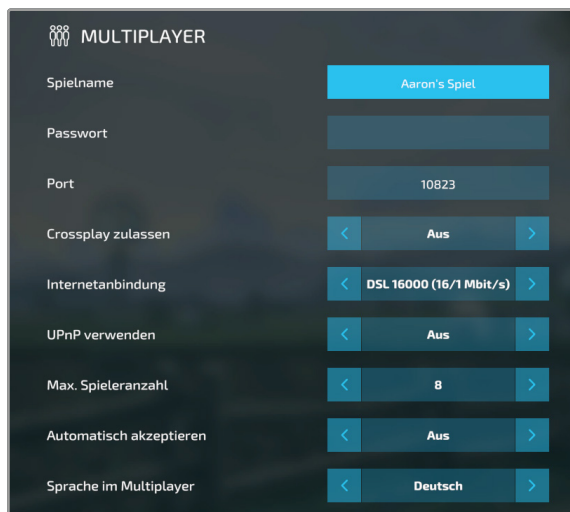 MULTIPLAYER
Spielname Aaron's Spiel
Passwort
Port 10823
Crossplay zulassen Aus
Internetanbindung DSL 16000 (16/1 Mbit/s)
UPnP verwenden Aus
Max. Spieleranzahl 8
Automatisch akzeptieren Aus
Sprache im Multiplayer Deutsch